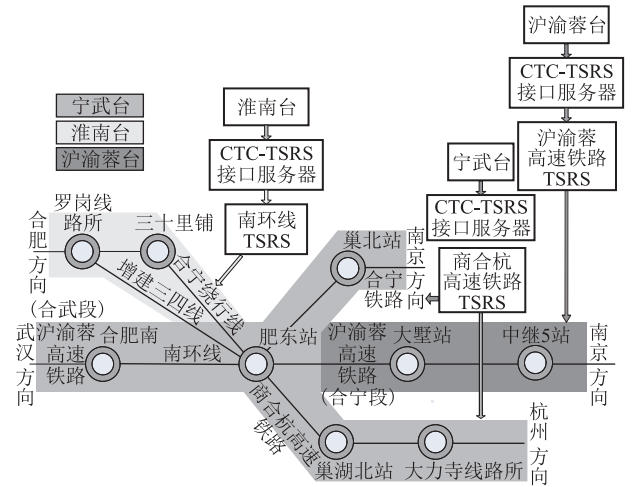 沪渝蓉台
CTC-TSRS
接口服务器
沪渝蓉
高速铁路
TSRS
宁武台
淮南台
沪渝蓉台
淮南台
CTC-TSRS
接口服务器
南环线
TSRS
宁武台
CTC-TSRS
接口服务器
商合杭
高速铁路
TSRS
罗岗线
路所
三十里铺
合肥方向
增建三四线
合宁绕行线
巢北站
南京方向
合宁
铁路
(合武段)
武汉方向
沪渝蓉
高速
铁路
合肥南
南环线
肥东站
沪渝蓉
高速
铁路
(合宁段)
大墅站
中继5站
南京方向
商合杭高速
铁路
巢湖北站
大力寺线路所
杭州方向